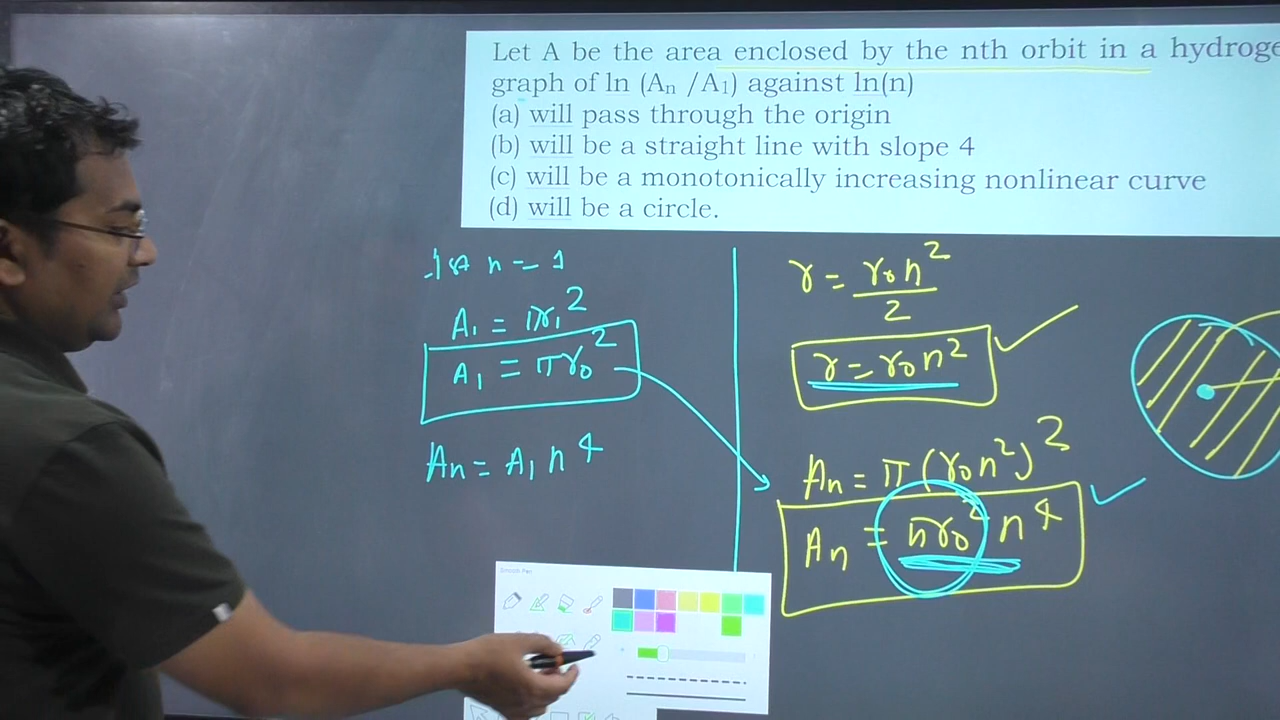 Let A be the area enclosed by the nth orbit in a hydroge
graph of ln (Aₙ /A₁) against ln(n)
(a) will pass through the origin
(b) will be a straight line with slope 4
(c) will be a monotonically increasing nonlinear curve
(d) will be a circle.
n = 1
A₁ = πr₁²
A₁ = πr₀²
Aₙ = A₁ n⁴
r = r₀n²/2
r = r₀n²
Aₙ = π(r₀n²)²
Aₙ = πr₀² n⁴
Smooth Pen